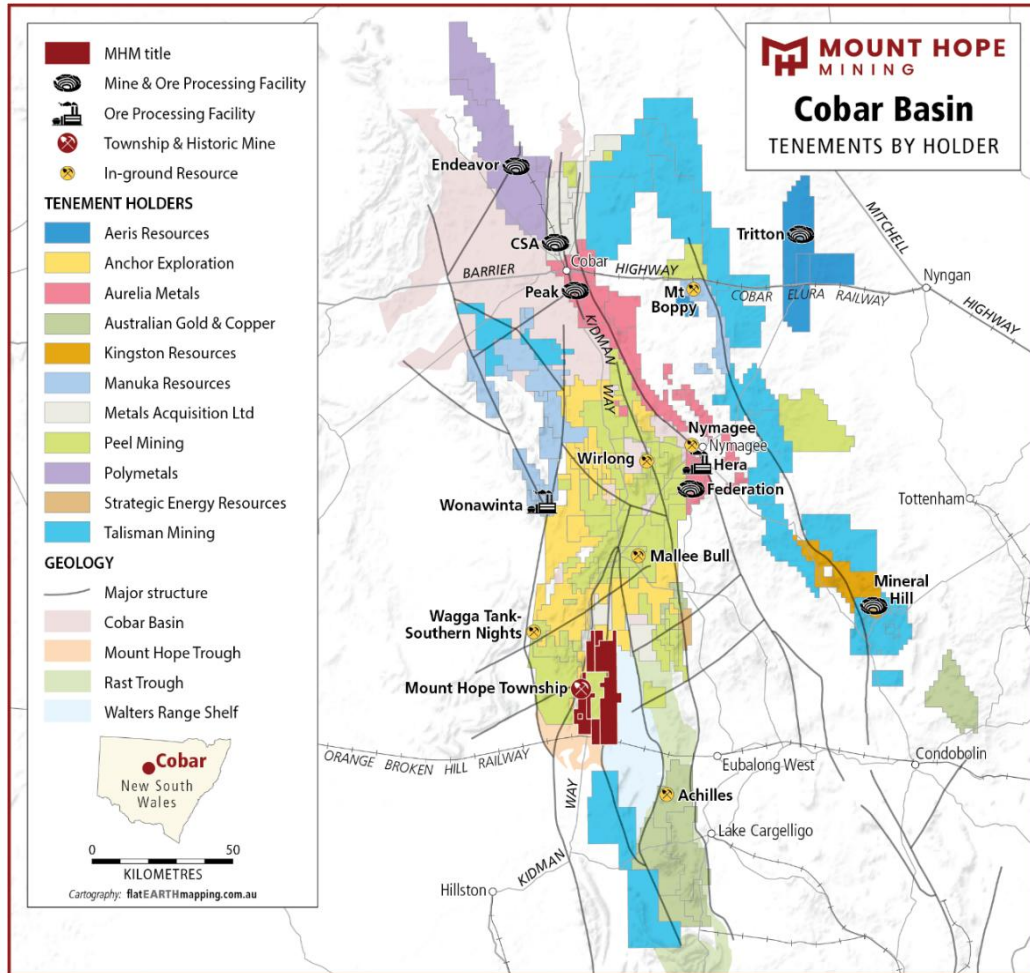 MHM title
Mine & Ore Processing Facility
Ore Processing Facility
Township & Historic Mine
In-ground Resource
TENEMENT HOLDERS
Aeris Resources
Anchor Exploration
Aurelia Metals
Australian Gold & Copper
Kingston Resources
Manuka Resources
Metals Acquisition Ltd
Peel Mining
Polymetals
Strategic Energy Resources
Talisman Mining
GEOLOGY
Major structure
Cobar Basin
Mount Hope Trough
Rast Trough
Walters Range Shelf
Cobar
New South
Wales
0 50
KILOMETRES
Cartography: flatEARTHmapping.com.au
MOUNT HOPE
MINING
Cobar Basin
TENEMENTS BY HOLDER
Endeavor
CSA
Cobar
BARRIER HIGHWAY
Peak
Mt
Boppy
Tritton
MITCHELL
HIGHWAY
Nyngan
COBAR ELURA RAILWAY
KIDMAN
WAY
Nymagee
Nymagee
Wirlong
Hera
Federation
Wonawinta
Tottenham
Mallee Bull
Mineral
Hill
Wagga Tank-
Southern Nights
Mount Hope Township
ORANGE BROKEN HILL RAILWAY
Eubalong West
Condobolin
Achilles
Lake Cargelligo
KIDMAN WAY
Hillston